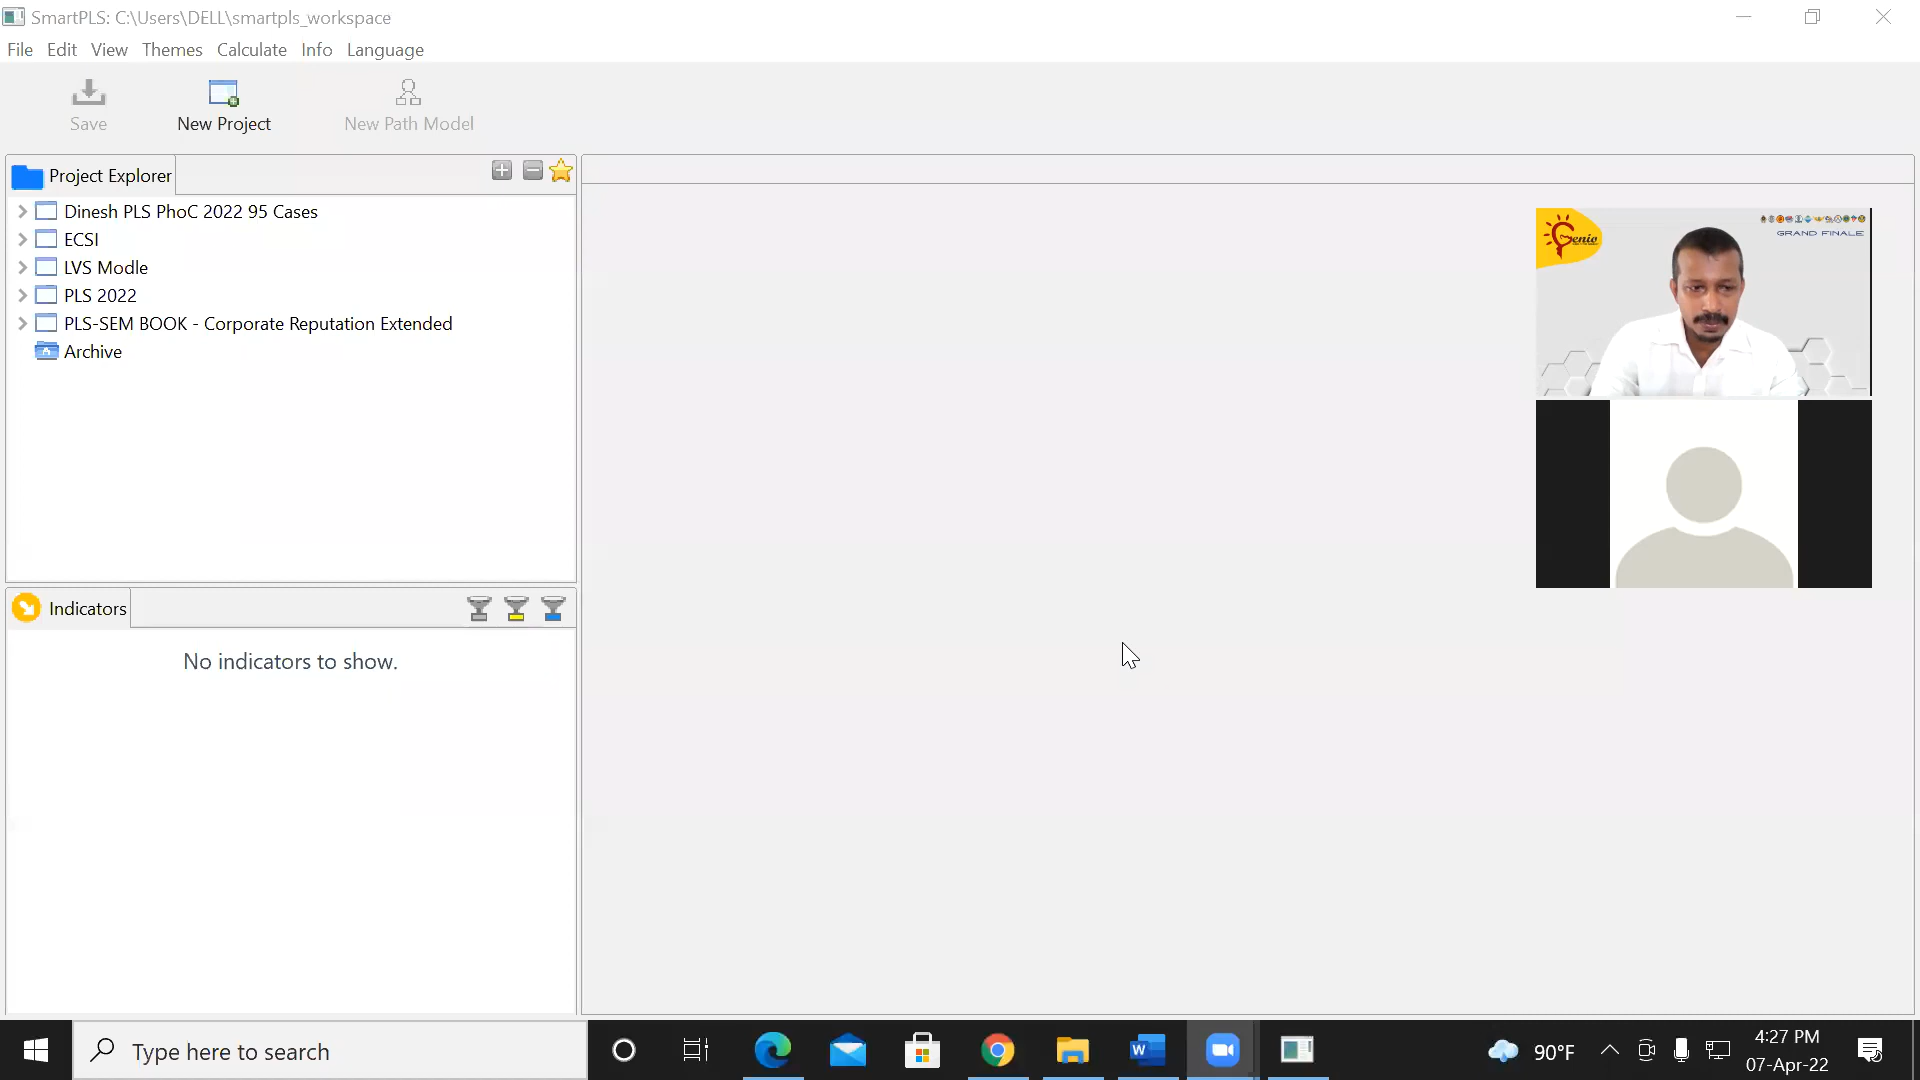 SmartPLS: C:\Users\DELL\smartpls_workspace
File Edit View Themes Calculate Info Language
Save New Project New Path Model
Project Explorer
Dinesh PLS PhoC 2022 95 Cases
ECSI
LVS Modle
PLS 2022
PLS-SEM BOOK - Corporate Reputation Extended
Archive
Genio
GRAND FINALE
Indicators
No indicators to show.
Type here to search
90°F
4:27 PM
07-Apr-22